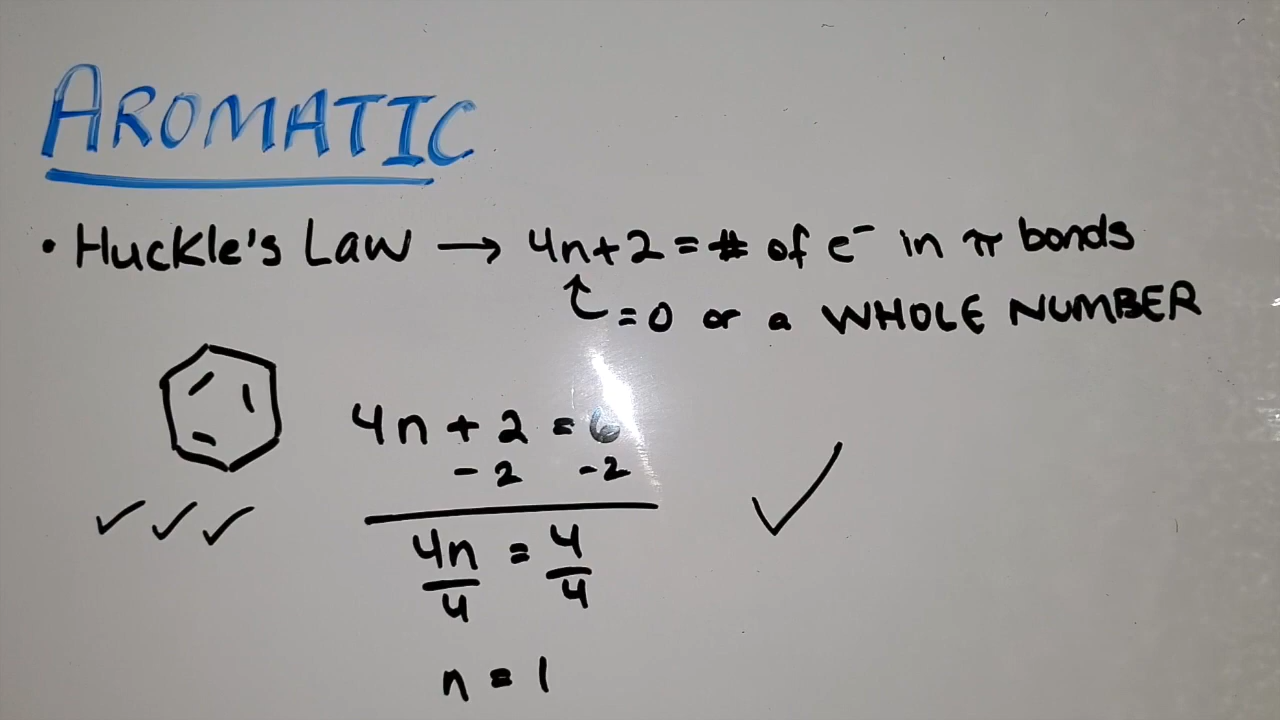 AROMATIC
• Huckle's Law → 4n+2 = # of e⁻ in π bonds
= 0 or a WHOLE NUMBER
4n + 2 = 6
- 2 -2
4n = 4
4 4
n = 1